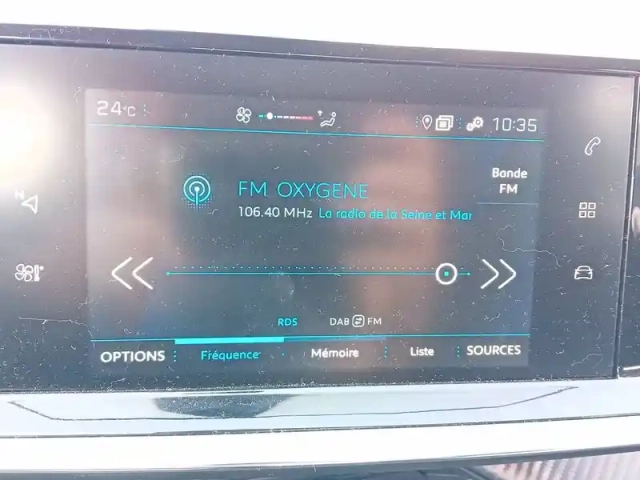 24°C
10:35
FM OXYGENE
Bande
FM
106.40 MHz La radio de la Seine et Mar
RDS DAB FM
OPTIONS Fréquence Mémoire Liste SOURCES
N